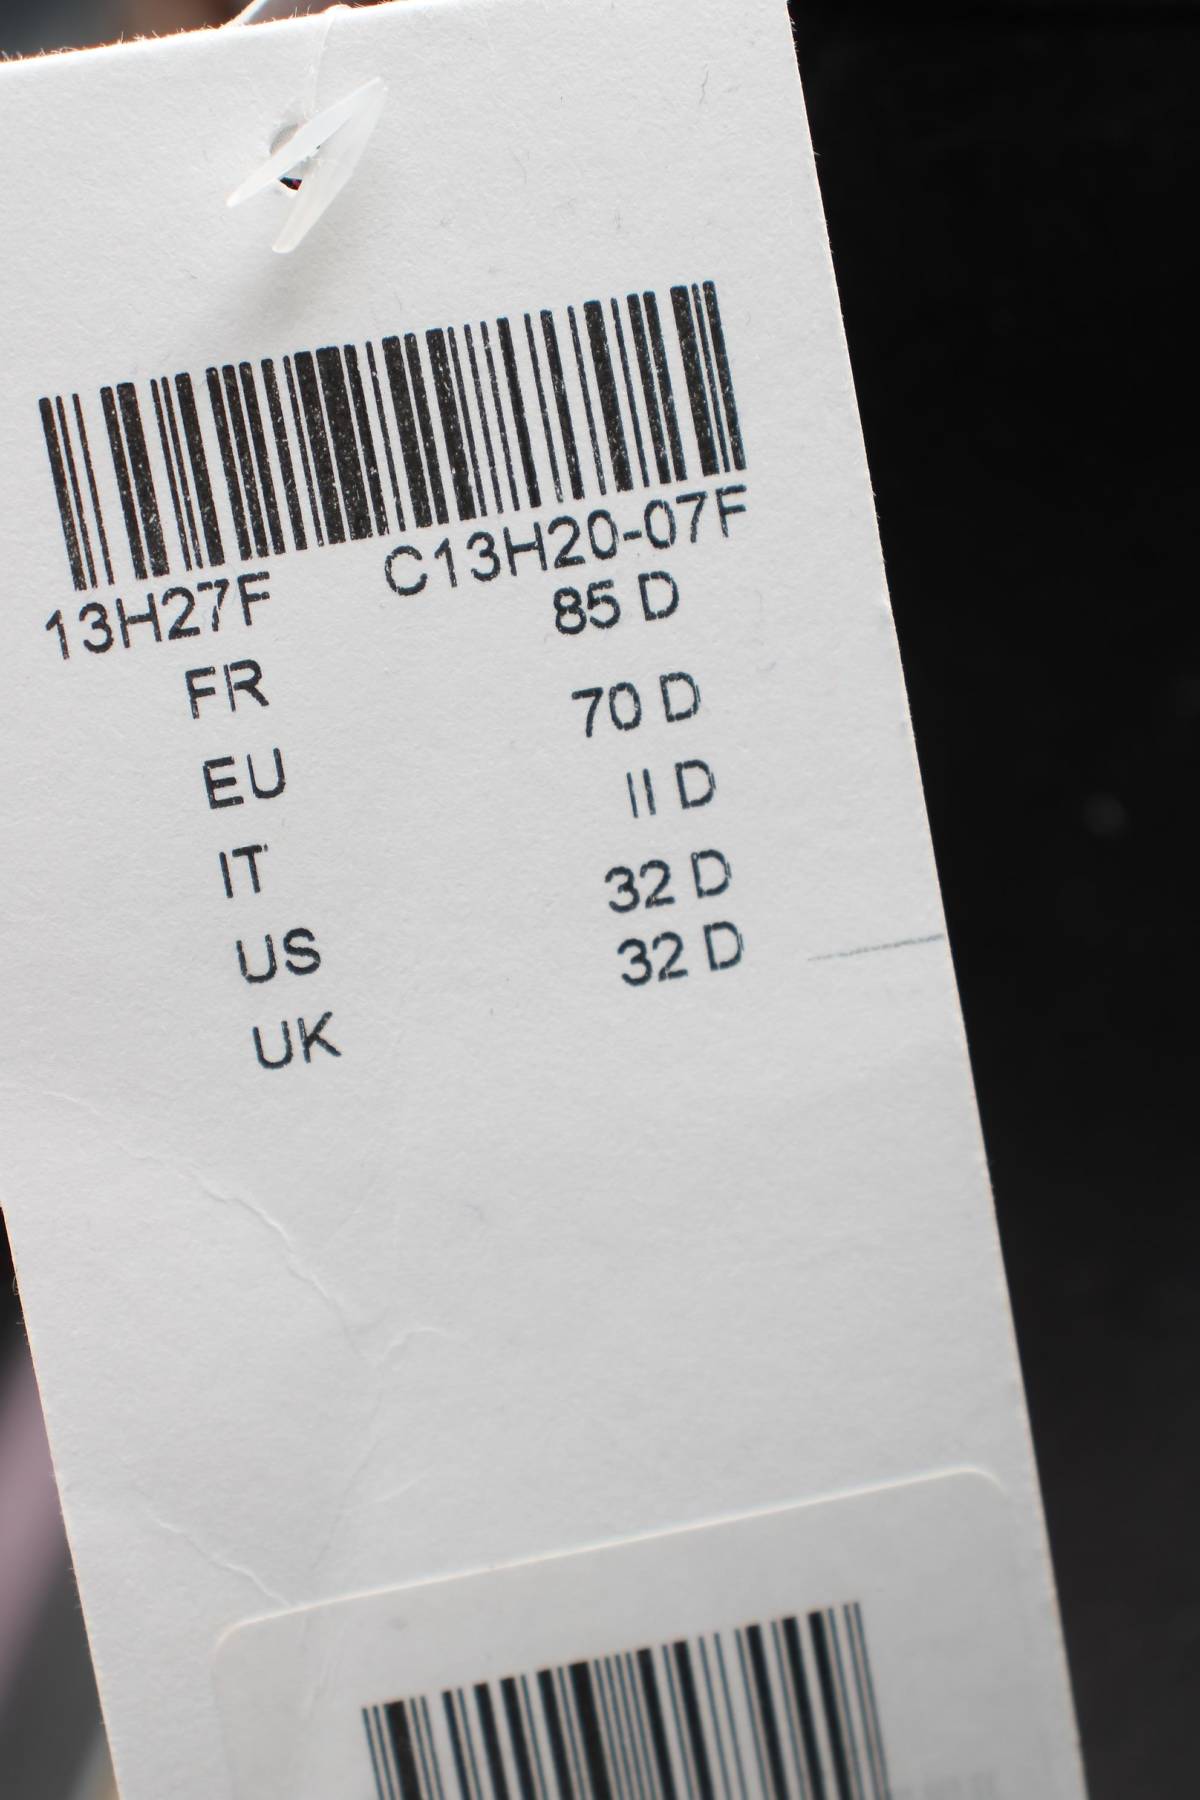 13H27F C13H20-07F
FR 85 D
EU 70 D
IT II D
US 32 D
UK 32 D